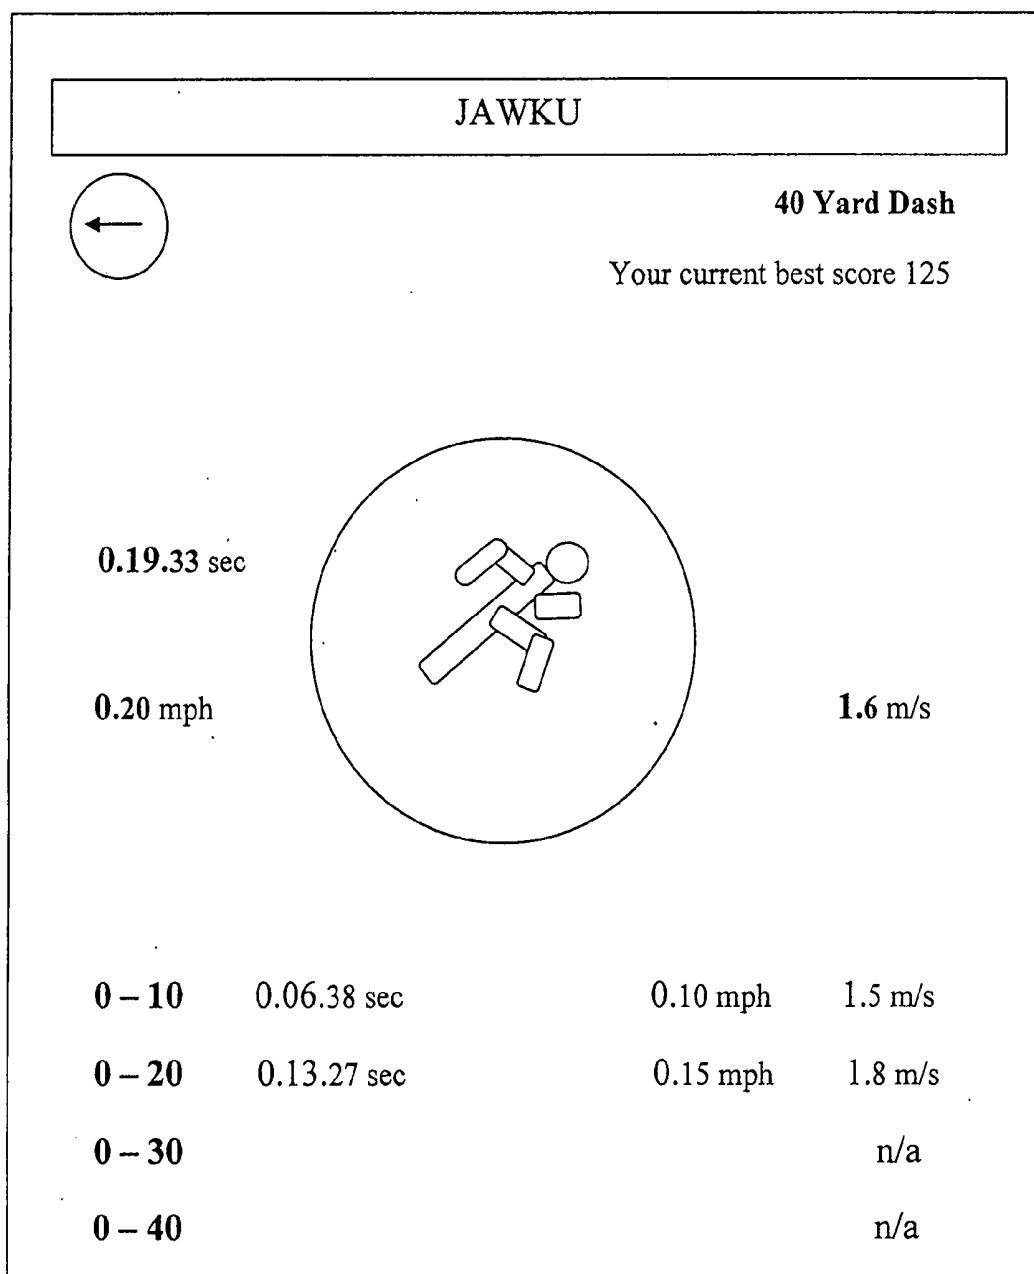 JAWKU
40 Yard Dash
Your current best score 125
0.19.33 sec
0.20 mph 1.6 m/s
0 – 10 0.06.38 sec 0.10 mph 1.5 m/s
0 – 20 0.13.27 sec 0.15 mph 1.8 m/s
0 – 30 n/a
0 – 40 n/a